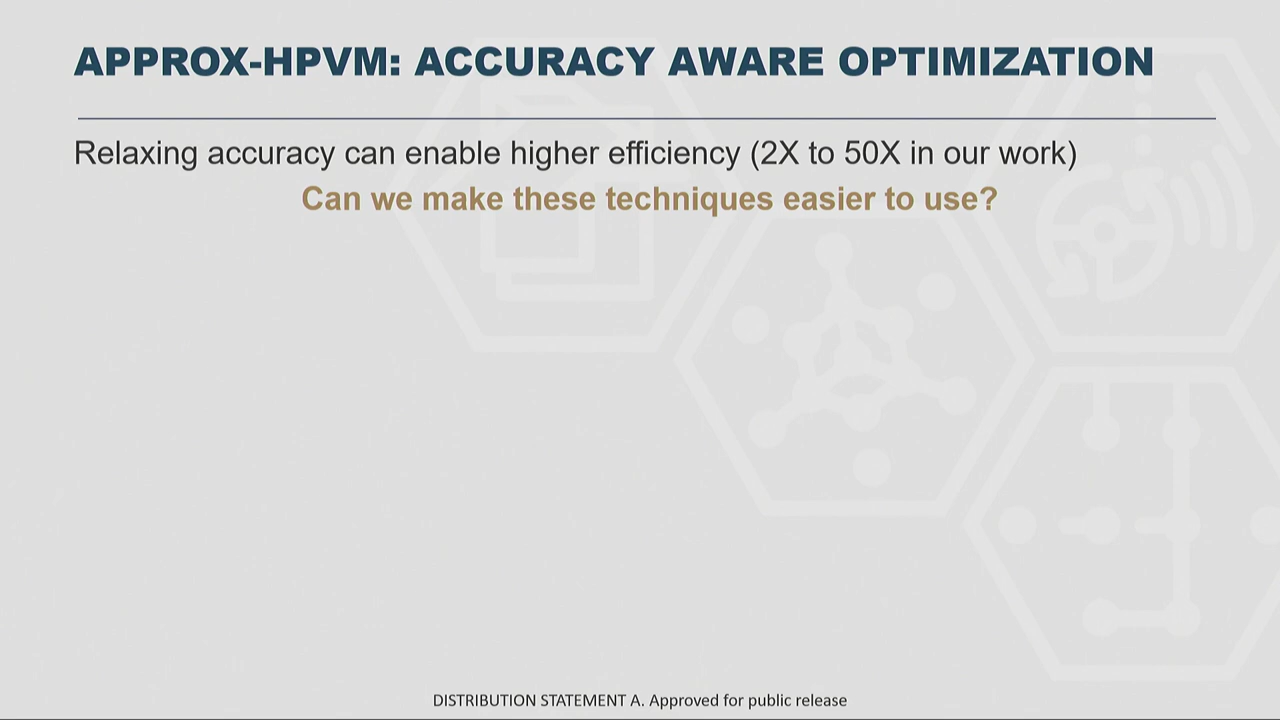 APPROX-HPVM: ACCURACY AWARE OPTIMIZATION
Relaxing accuracy can enable higher efficiency (2X to 50X in our work)
Can we make these techniques easier to use?
DISTRIBUTION STATEMENT A. Approved for public release